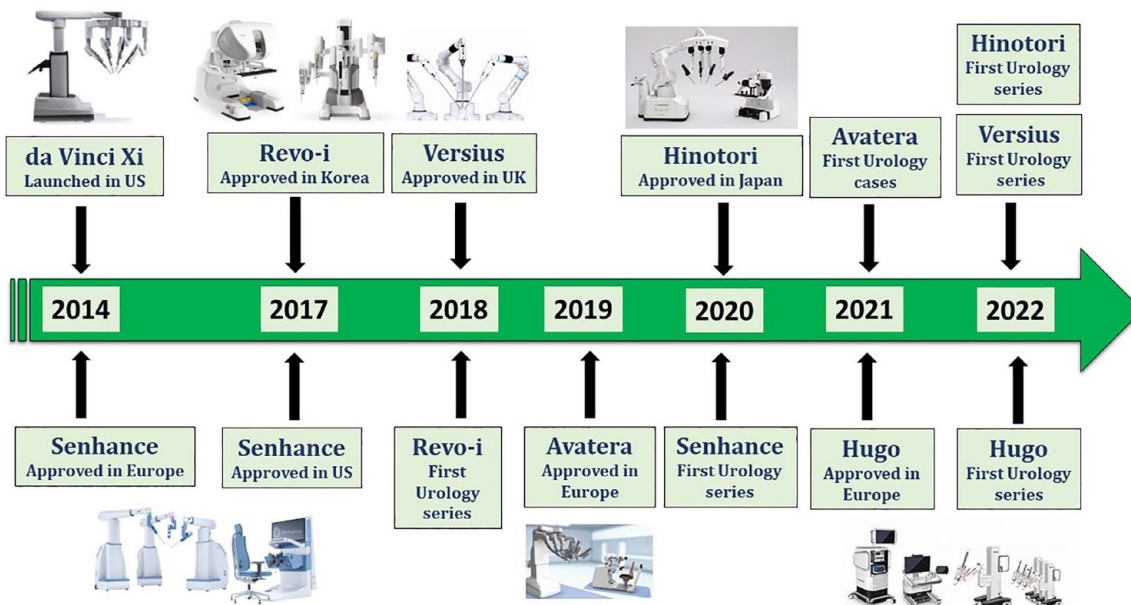 Hinotori
First Urology
series
da Vinci Xi
Launched in US
Revo-i
Approved in Korea
Versius
Approved in UK
Hinotori
Approved in Japan
Avatera
First Urology
cases
Versius
First Urology
series
2014
2017
2018
2019
2020
2021
2022
Senhance
Approved in Europe
Senhance
Approved in US
Revo-i
First
Urology
series
Avatera
Approved in
Europe
Senhance
First Urology
series
Hugo
Approved in
Europe
Hugo
First Urology
series